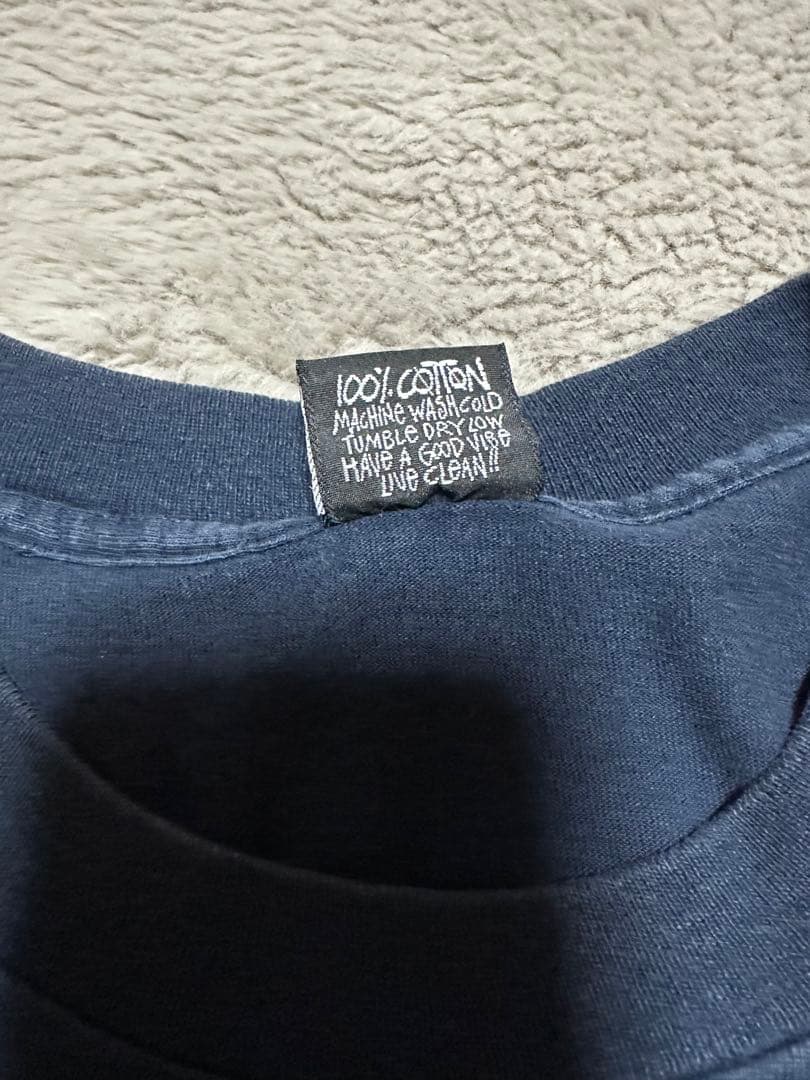 100% COTTON
MACHINE WASH COLD
TUMBLE DRY LOW
HAVE A GOOD VIBE
LIVE CLEAN!!